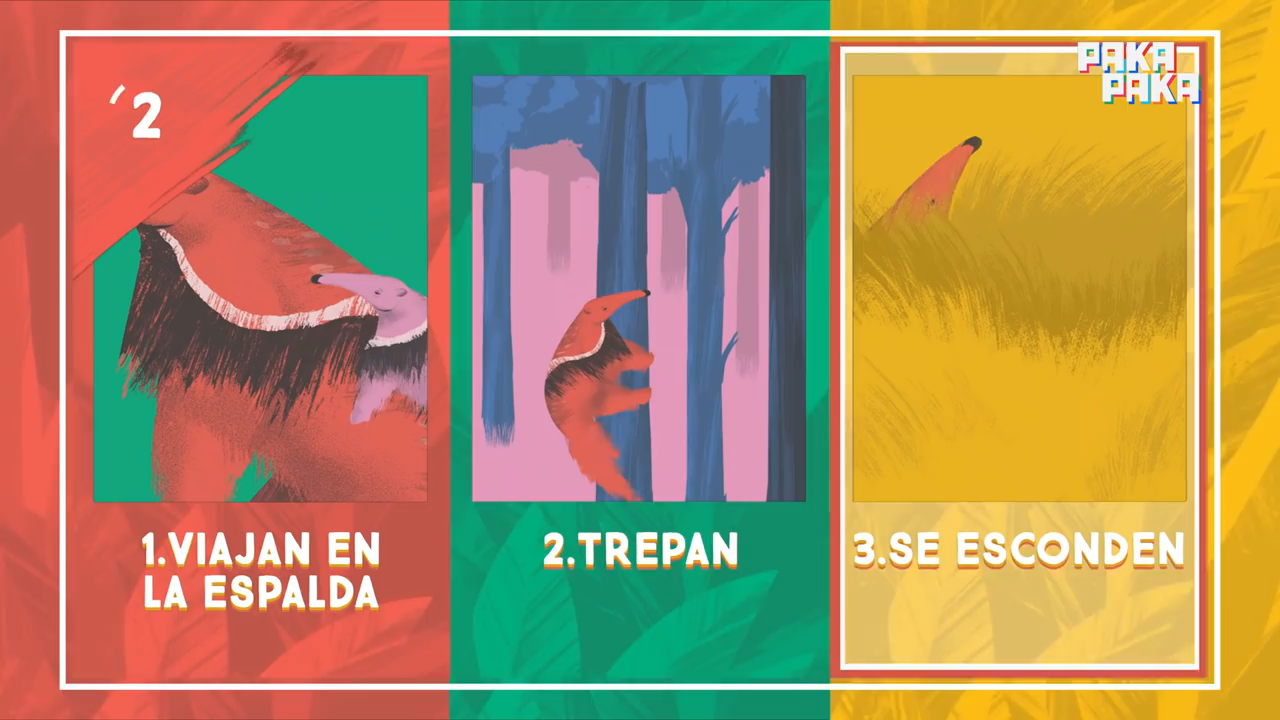 PAKA
PAKA
'2
1.VIAJAN EN
LA ESPALDA
2.TREPAN
3.SE ESCONDEN